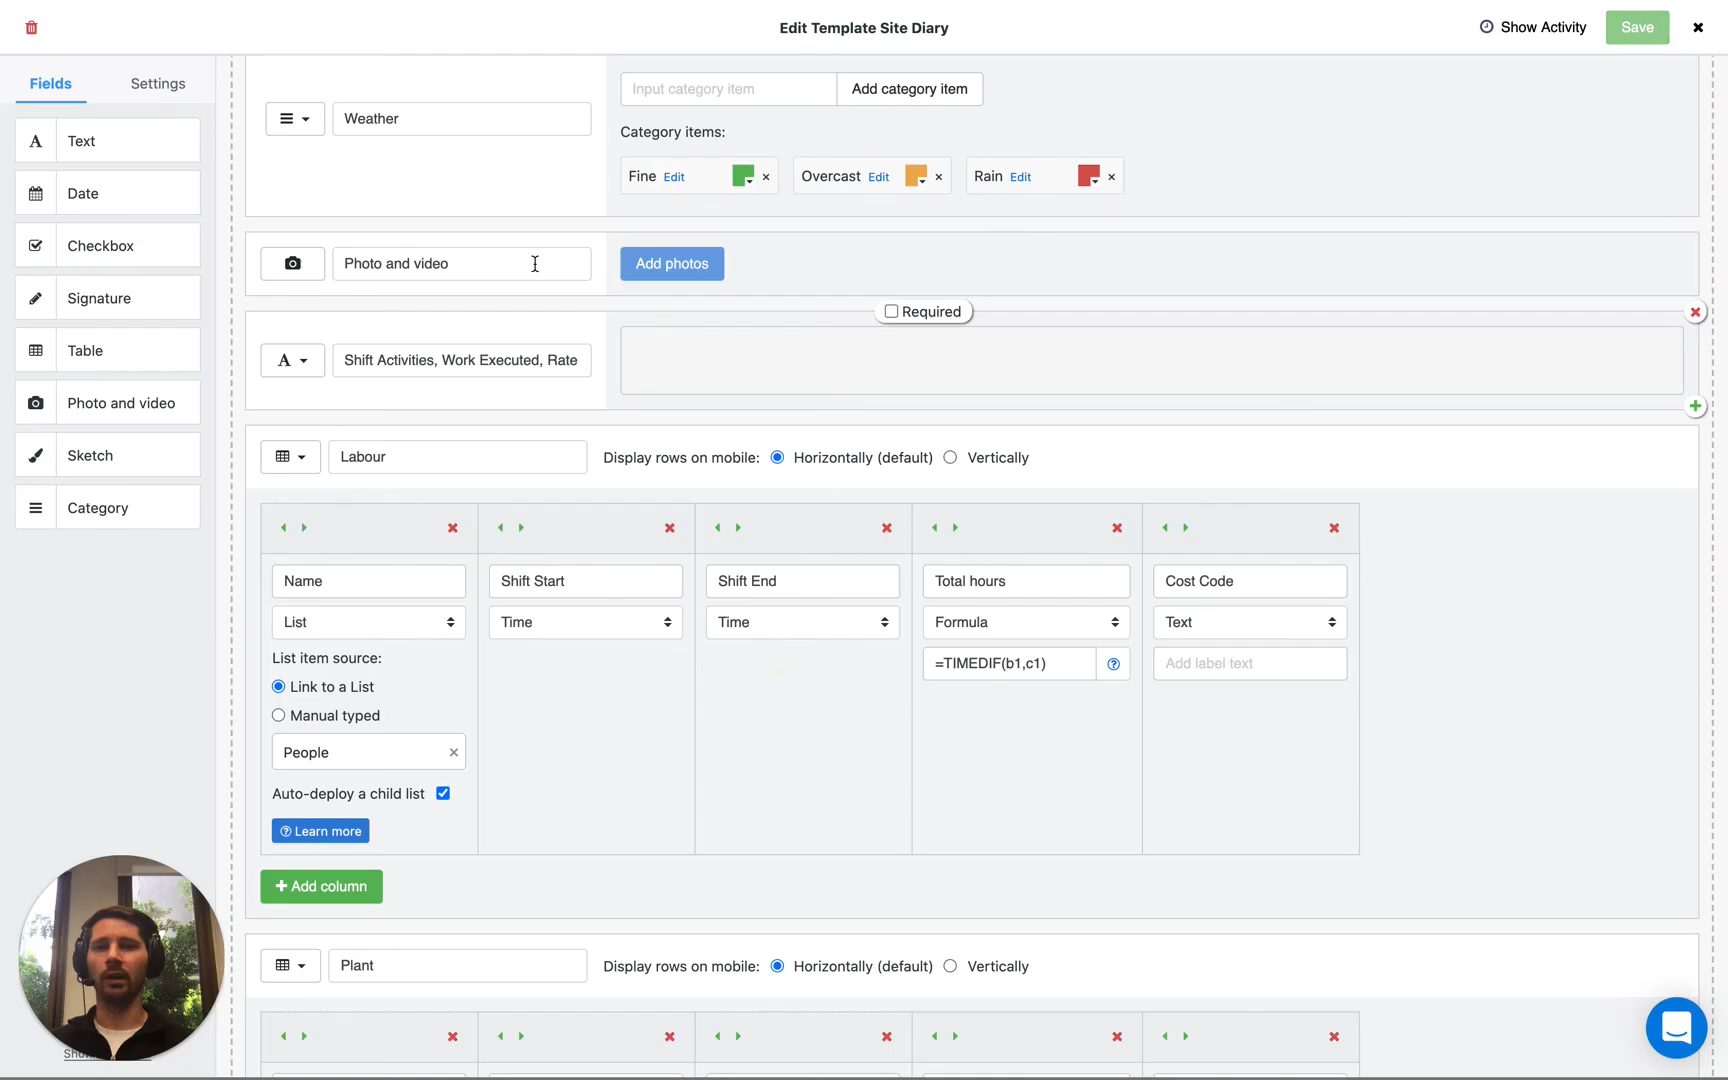 Edit Template Site Diary
Show Activity
Save
Fields
Settings
Text
Date
Checkbox
Signature
Table
Photo and video
Sketch
Category
Weather
Input category item
Add category item
Category items:
Fine Edit
Overcast Edit
Rain Edit
Photo and video
Add photos
Required
Shift Activities, Work Executed, Rate
Labour
Display rows on mobile: Horizontally (default) Vertically
Name
Shift Start
Shift End
Total hours
Cost Code
List
Time
Time
Formula
Text
List item source:
=TIMEDIF(b1,c1)
Add label text
Link to a List
Manual typed
People
Auto-deploy a child list
Learn more
Add column
Plant
Display rows on mobile: Horizontally (default) Vertically